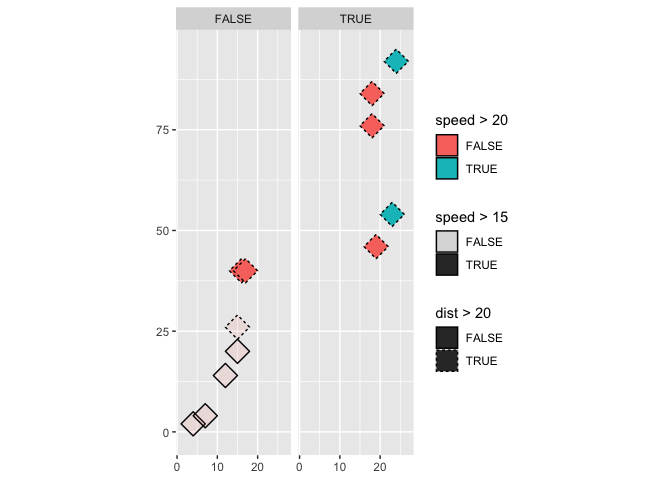 FALSE TRUE
75
50
25
0
0 10 20 0 10 20
speed > 20
FALSE
TRUE
speed > 15
FALSE
TRUE
dist > 20
FALSE
TRUE